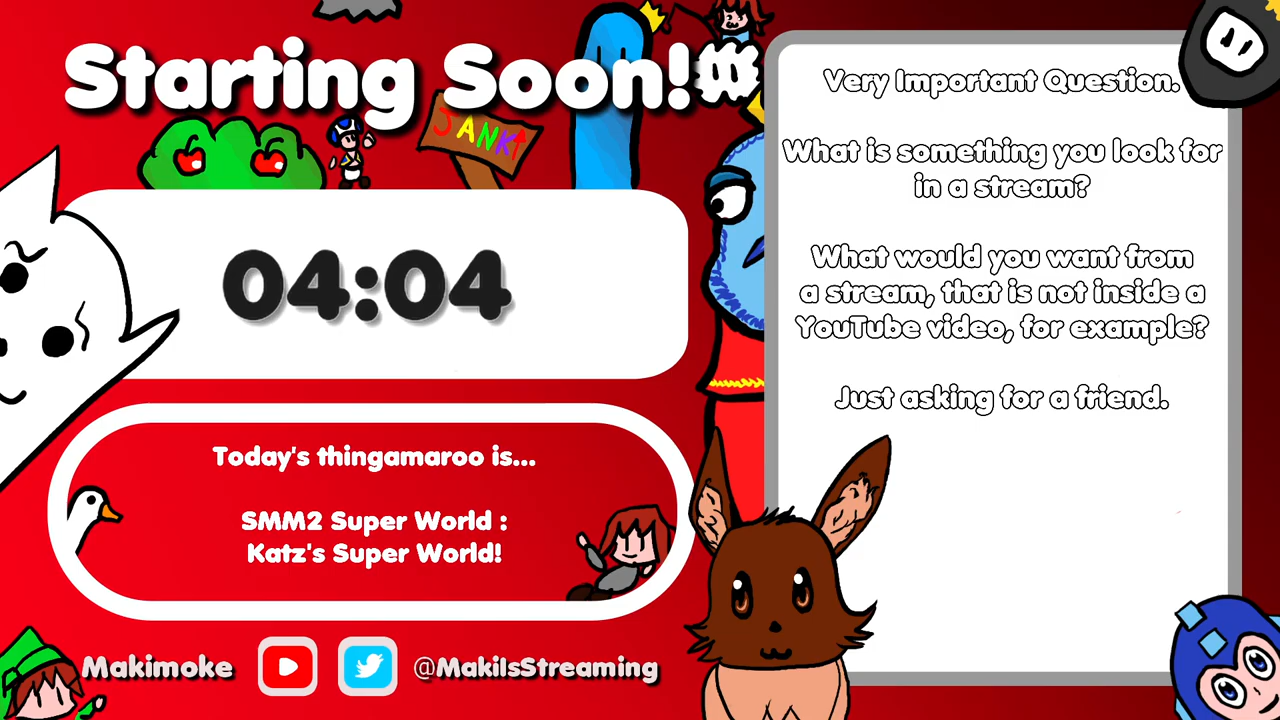 Starting Soon!
JANK↑
04:04
Today's thingamaroo is...
SMM2 Super World :
Katz's Super World!
Makimoke
@MakiIsStreaming
Very Important Question.
What is something you look for
in a stream?
What would you want from
a stream, that is not inside a
YouTube video, for example?
Just asking for a friend.